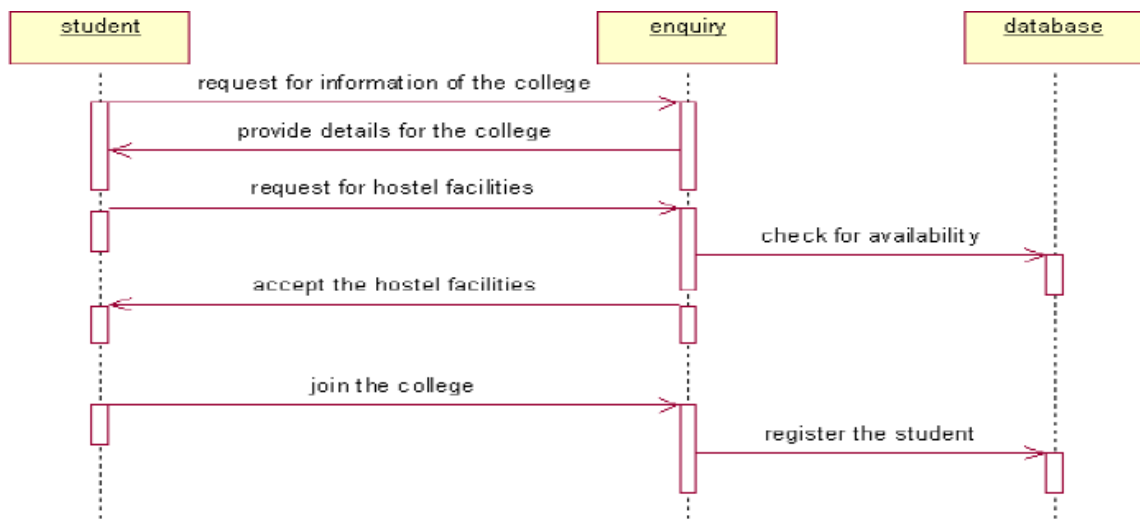 student
enquiry
database
request for information of the college
provide details for the college
request for hostel facilities
check for availability
accept the hostel facilities
join the college
register the student